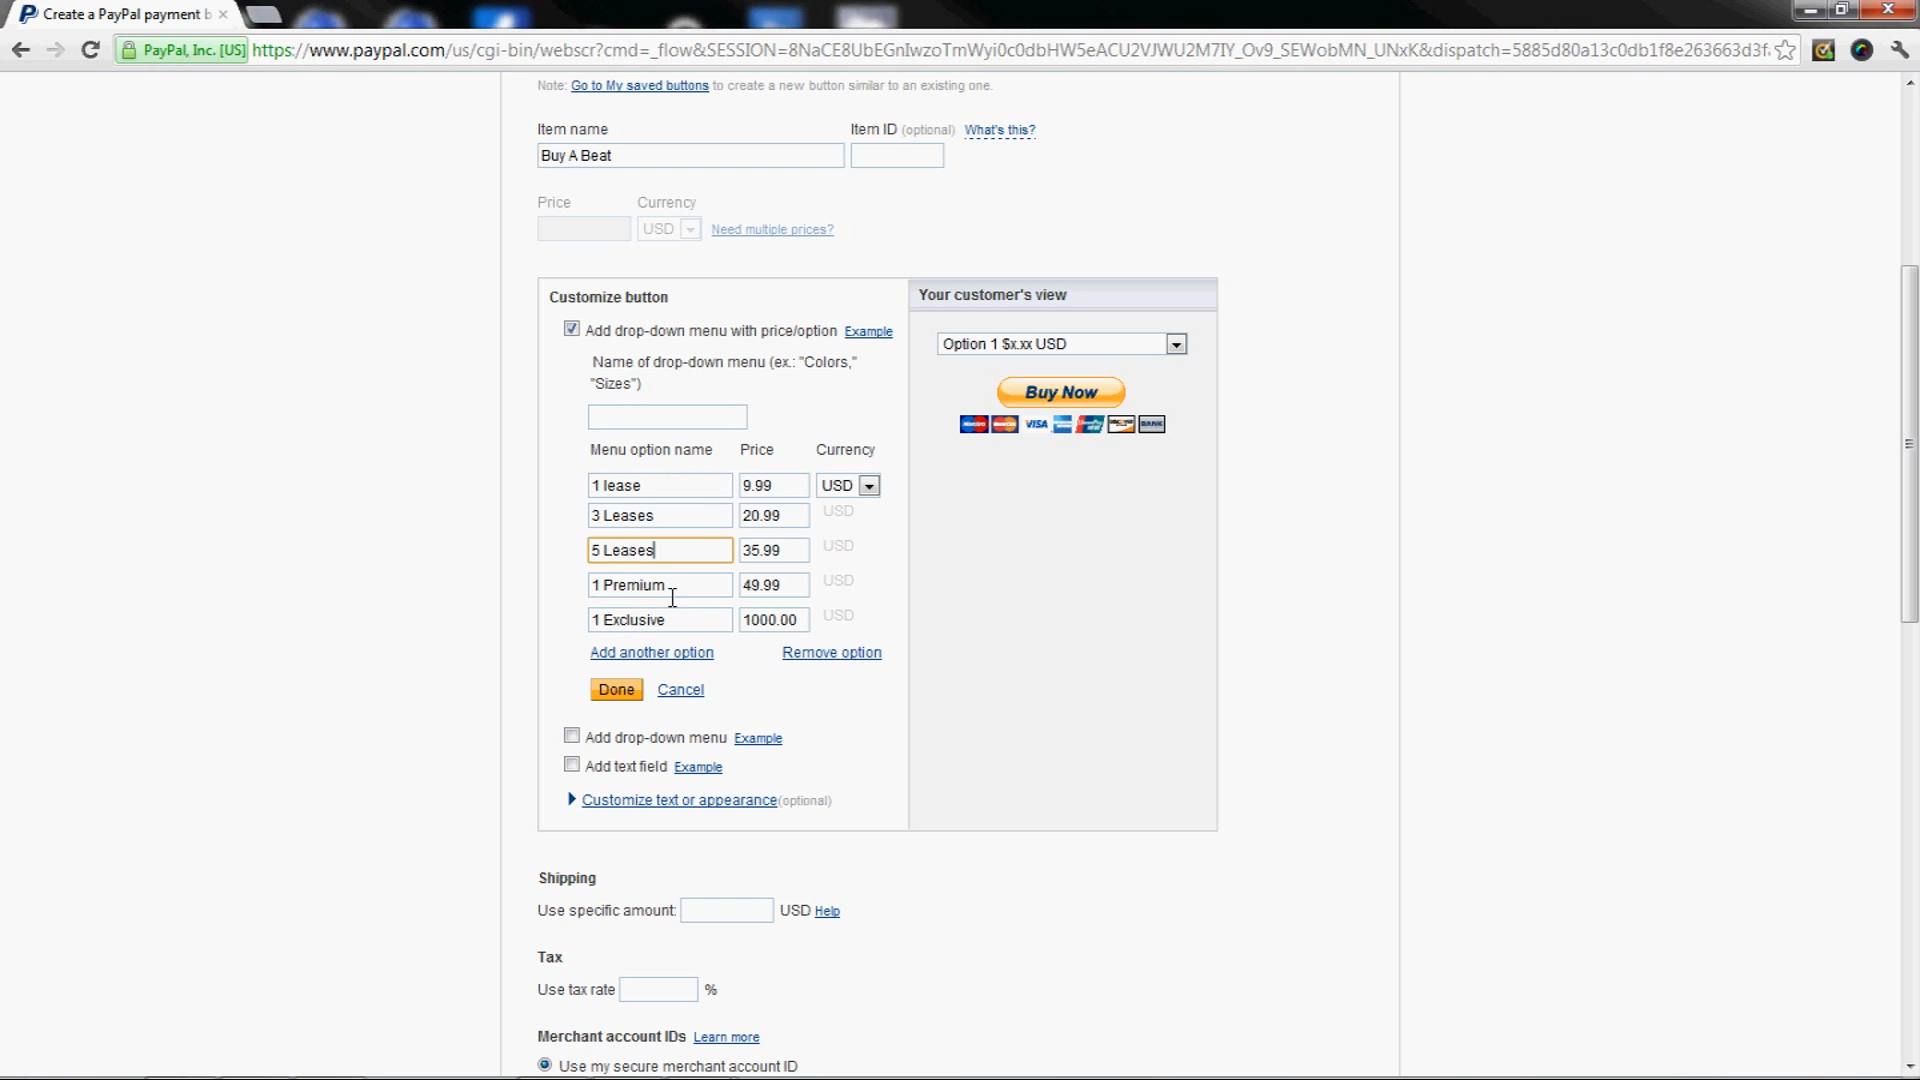 Create a PayPal payment b
PayPal, Inc. [US] https://www.paypal.com/us/cgi-bin/webscr?cmd=_flow&SESSION=8NaCE8UbEGnIwzoTmWyi0c0dbHW5eACU2VJWU2M7IY_Ov9_SEWobMN_UNxK&dispatch=5885d80a13c0db1f8e263663d3f
Note: Go to My saved buttons to create a new button similar to an existing one.
Item name Item ID (optional) What's this?
Buy A Beat
Price Currency
USD Need multiple prices?
Customize button
Your customer's view
Add drop-down menu with price/option Example
Option 1 $x.xx USD
Name of drop-down menu (ex.: "Colors,"
"Sizes")
Buy Now
VISA BANK
Menu option name Price Currency
1 lease 9.99 USD
3 Leases 20.99 USD
5 Leases 35.99 USD
1 Premium 49.99 USD
1 Exclusive 1000.00 USD
Add another option Remove option
Done Cancel
Add drop-down menu Example
Add text field Example
Customize text or appearance (optional)
Shipping
Use specific amount: USD Help
Tax
Use tax rate %
Merchant account IDs Learn more
Use my secure merchant account ID